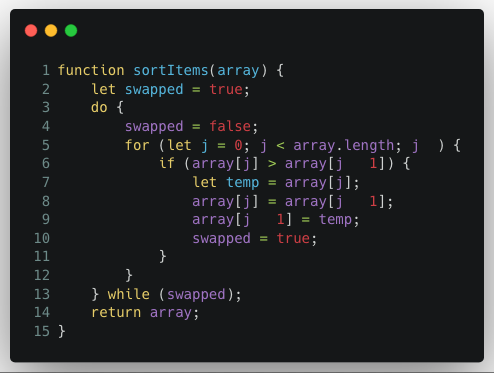 1 function sortItems(array) {
2     let swapped = true;
3     do {
4         swapped = false;
5         for (let j = 0; j < array.length; j  ) {
6             if (array[j] > array[j   1]) {
7                 let temp = array[j];
8                 array[j] = array[j   1];
9                 array[j   1] = temp;
10                 swapped = true;
11             }
12         }
13     } while (swapped);
14     return array;
15 }